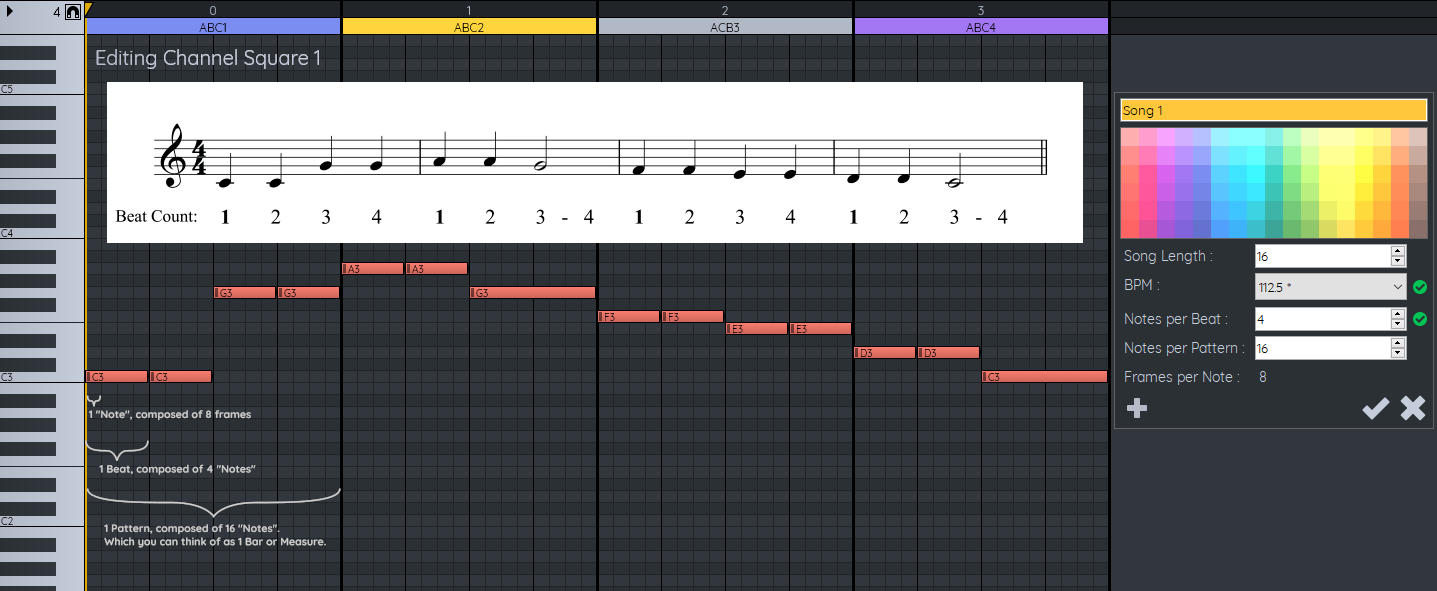 4 0 1 2 3
ABC1 ABC2 ACB3 ABC4
Editing Channel Square 1
C5
4
4
Beat Count: 1 2 3 4 1 2 3 - 4 1 2 3 4 1 2 3 - 4
C4
A3 A3
G3 G3 G3
F3 F3
E3 E3
D3 D3
C3 C3 C3 C3
1 "Note", composed of 8 frames
1 Beat, composed of 4 "Notes"
C2
1 Pattern, composed of 16 "Notes".
Which you can think of as 1 Bar or Measure.
Song 1
Song Length : 16
BPM : 112.5 *
Notes per Beat : 4
Notes per Pattern : 16
Frames per Note : 8